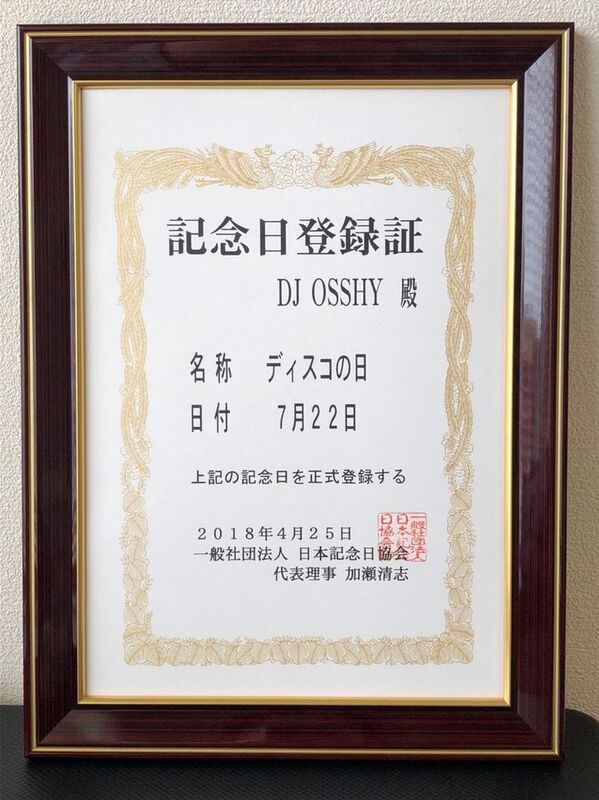 記念日登録証
DJ OSSHY 殿
名称 ディスコの日
日付 7月22日
上記の記念日を正式登録する
2018年4月25日
一般社団法人 日本記念日協会
代表理事 加瀬清志
一般社団法人
日本記
日協会